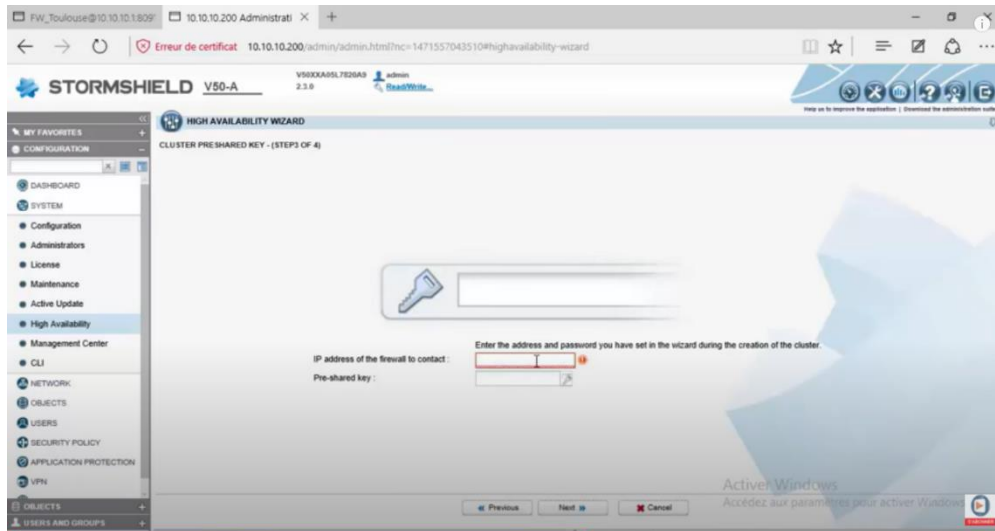 FW_Toulouse@10.10.10.1:809
10.10.10.200 Administrati
Erreur de certificat
10.10.10.200/admin/admin.html?nc=1471557043510#highavailability-wizard
STORMSHIELD
V50-A
V50XXA05L7826A9
2.3.0
admin
Read/Write...
Help us to improve the application | Download the administration suite
MY FAVORITES
CONFIGURATION
DASHBOARD
SYSTEM
Configuration
Administrators
License
Maintenance
Active Update
High Availability
Management Center
CLI
NETWORK
OBJECTS
USERS
SECURITY POLICY
APPLICATION PROTECTION
VPN
OBJECTS
USERS AND GROUPS
HIGH AVAILABILITY WIZARD
CLUSTER PRESHARED KEY - (STEP3 OF 4)
Enter the address and password you have set in the wizard during the creation of the cluster.
IP address of the firewall to contact :
Pre-shared key :
Previous
Next
Cancel
Activer Windows
Accédez aux paramètres pour activer Windows